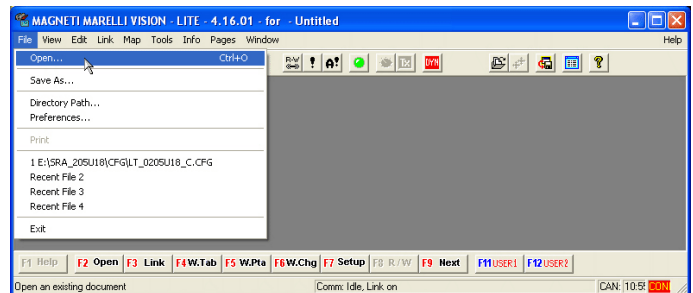 MAGNETI MARELLI VISION - LITE - 4.16.01 - for - Untitled
File View Edit Link Map Tools Info Pages Window Help
Open... Ctrl+O
Save As...
Directory Path...
Preferences...
Print
1 E:\SRA_205U18\CFG\LT_0205U18_C.CFG
Recent File 2
Recent File 3
Recent File 4
Exit
R/W ! A! TX DYN ?
F1 Help F2 Open F3 Link F4 W.Tab F5 W.Pta F6 W.Chg F7 Setup F8 R/W F9 Next F11 USER1 F12 USER2
Open an existing document Comm: Idle, Link on CAN: CON